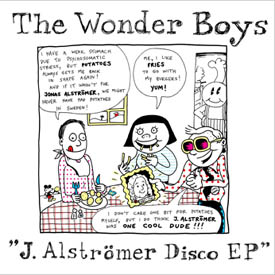 The Wonder Boys
I HAVE A WEAK STOMACH
DUE TO PSYCHOSOMATIC
STRESS, BUT POTATOES
ALWAYS GETS ME BACK
IN SHAPE AGAIN!
AND IF IT WASN'T FOR
JONAS ALSTRÖMER, WE MIGHT
NEVER HAVE HAD POTATOES
IN SWEDEN!
ME, I LIKE
FRIES
TO GO WITH
MY BURGERS!
YUM!
I DON'T CARE ONE BIT FOR POTATOES
MYSELF, BUT I DO THINK J. ALSTRÖMER
WAS ONE COOL DUDE!!!
"J. Alströmer Disco EP"